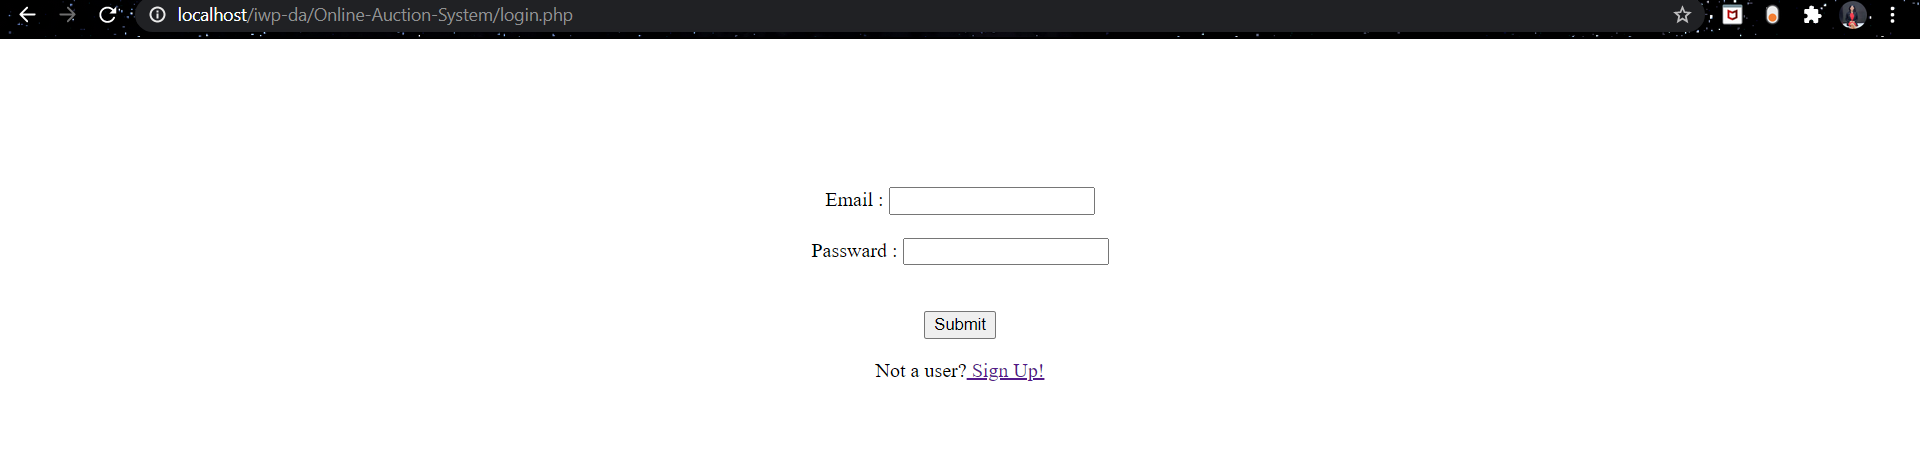 localhost/iwp-da/Online-Auction-System/login.php
Email :
Passward :
Submit
Not a user? Sign Up!